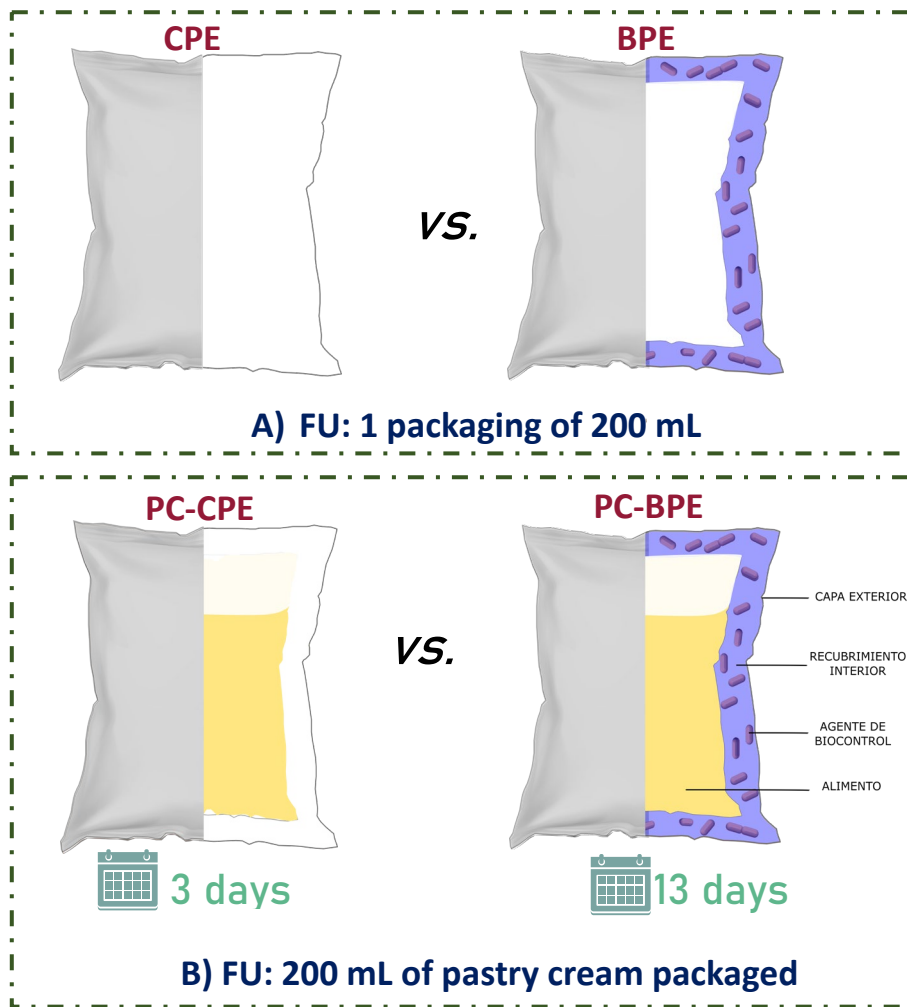 CPE
BPE
VS.
A) FU: 1 packaging of 200 mL
PC-CPE
PC-BPE
VS.
CAPA EXTERIOR
RECUBRIMIENTO
INTERIOR
AGENTE DE
BIOCONTROL
ALIMENTO
3 days
13 days
B) FU: 200 mL of pastry cream packaged